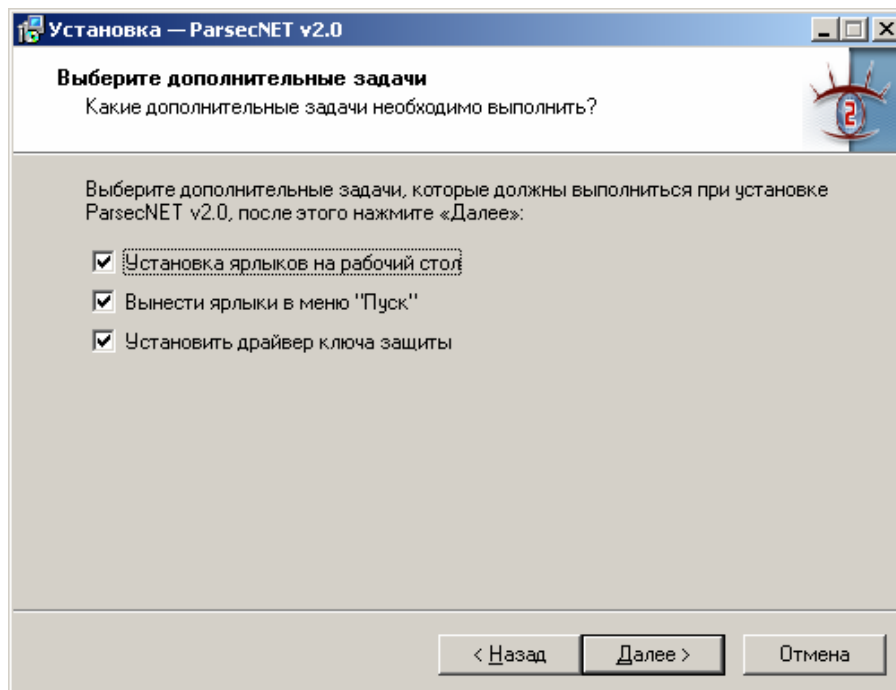 Установка — ParsecNET v2.0
Выберите дополнительные задачи
Какие дополнительные задачи необходимо выполнить?
2
Выберите дополнительные задачи, которые должны выполниться при установке
ParsecNET v2.0, после этого нажмите «Далее»:
Установка ярлыков на рабочий стол
Вынести ярлыки в меню "Пуск"
Установить драйвер ключа защиты
< Назад Далее > Отмена